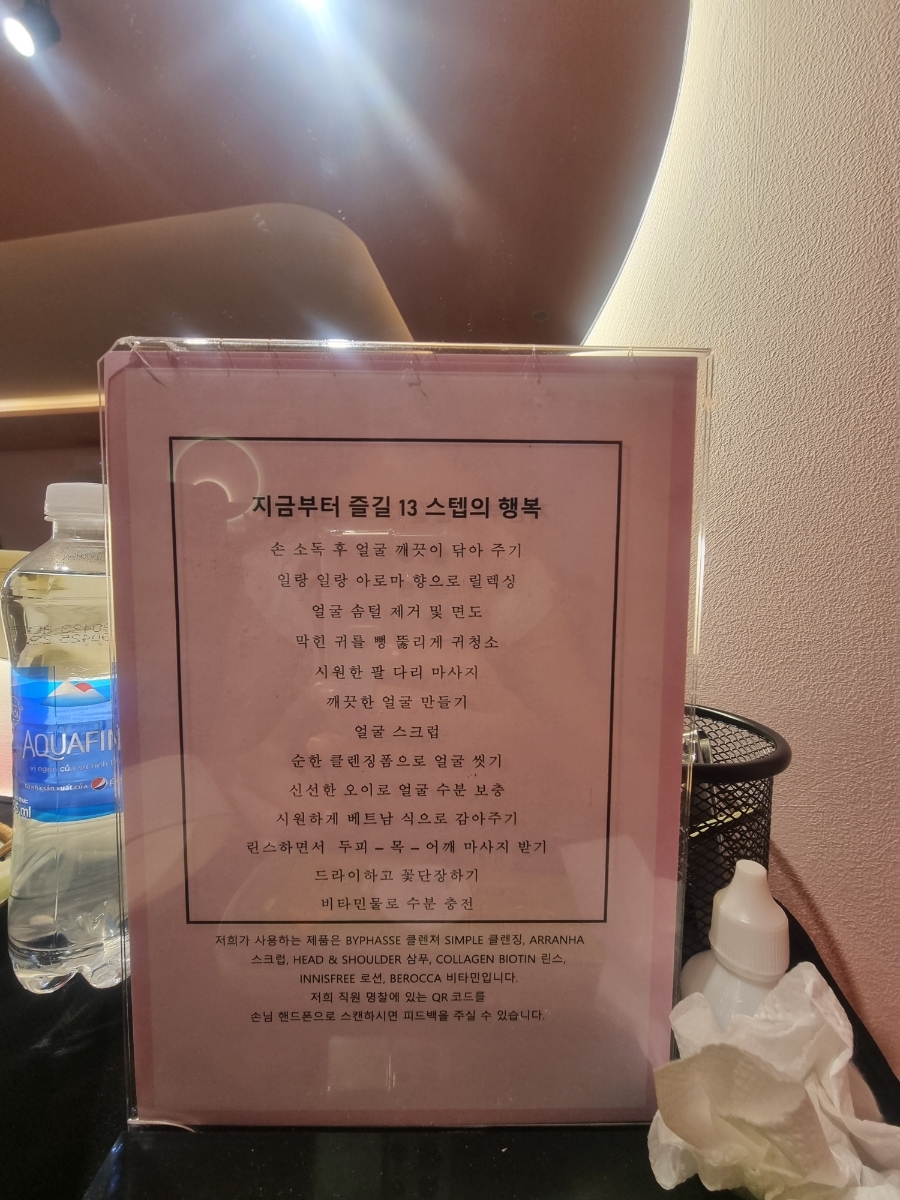 지금부터 즐길 13 스텝의 행복
손 소독 후 얼굴 깨끗이 닦아 주기
일랑 일랑 아로마 향으로 릴렉싱
얼굴 솜털 제거 및 면도
막힌 귀를 뻥 뚫리게 귀청소
시원한 팔 다리 마사지
깨끗한 얼굴 만들기
얼굴 스크럽
순한 클렌징폼으로 얼굴 씻기
신선한 오이로 얼굴 수분 보충
시원하게 베트남 식으로 감아주기
린스하면서 두피 – 목 – 어깨 마사지 받기
드라이하고 꽃단장하기
비타민물로 수분 충전
저희가 사용하는 제품은 BYPHASSE 클렌져 SIMPLE 클렌징, ARRANHA
스크럽, HEAD & SHOULDER 샴푸, COLLAGEN BIOTIN 린스,
INNISFREE 로션, BEROCCA 비타민입니다.
저희 직원 명찰에 있는 QR 코드를
손님 핸드폰으로 스캔하시면 피드백을 주실 수 있습니다.
AQUAFIN